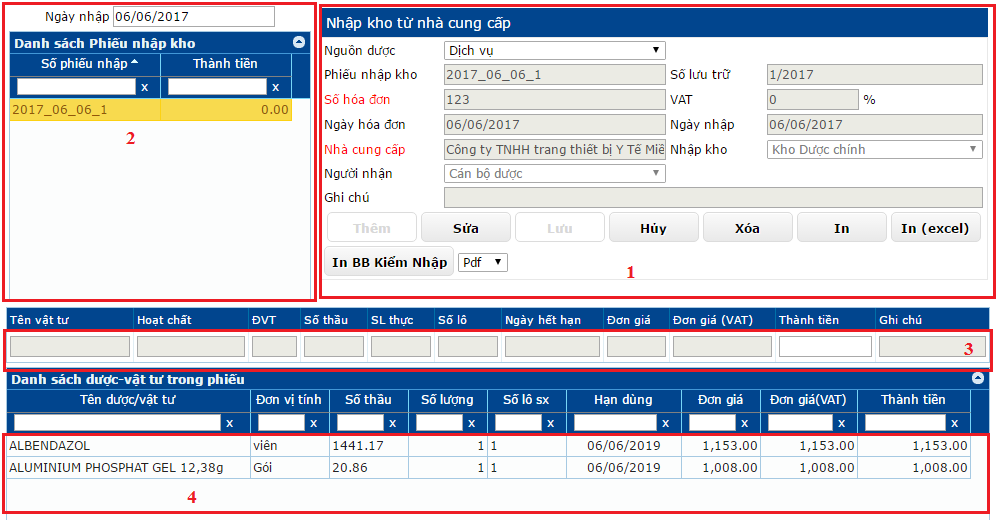 Ngày nhập 06/06/2017
Danh sách Phiếu nhập kho
Số phiếu nhập Thành tiền
x x
2017_06_06_1 0.00
2
Nhập kho từ nhà cung cấp
Nguồn dược Dịch vụ
Phiếu nhập kho 2017_06_06_1 Số lưu trữ 1/2017
Số hóa đơn 123 VAT 0 %
Ngày hóa đơn 06/06/2017 Ngày nhập 06/06/2017
Nhà cung cấp Công ty TNHH trang thiết bị Y Tế Miề Nhập kho Kho Dược chính
Người nhận Cán bộ dược
Ghi chú
Thêm Sửa Lưu Hủy Xóa In In (excel)
In BB Kiểm Nhập Pdf
1
Tên vật tư Hoạt chất ĐVT Số thầu SL thực Số lô Ngày hết hạn Đơn giá Đơn giá (VAT) Thành tiền Ghi chú
3
Danh sách dược-vật tư trong phiếu
Tên dược/vật tư Đơn vị tính Số thầu Số lượng Số lô sx Hạn dùng Đơn giá Đơn giá(VAT) Thành tiền
x x x x x x x x x
ALBENDAZOL viên 1441.17 1 1 06/06/2019 1,153.00 1,153.00 1,153.00
ALUMINIUM PHOSPHAT GEL 12,38g Gói 20.86 1 1 06/06/2019 1,008.00 1,008.00 1,008.00
4